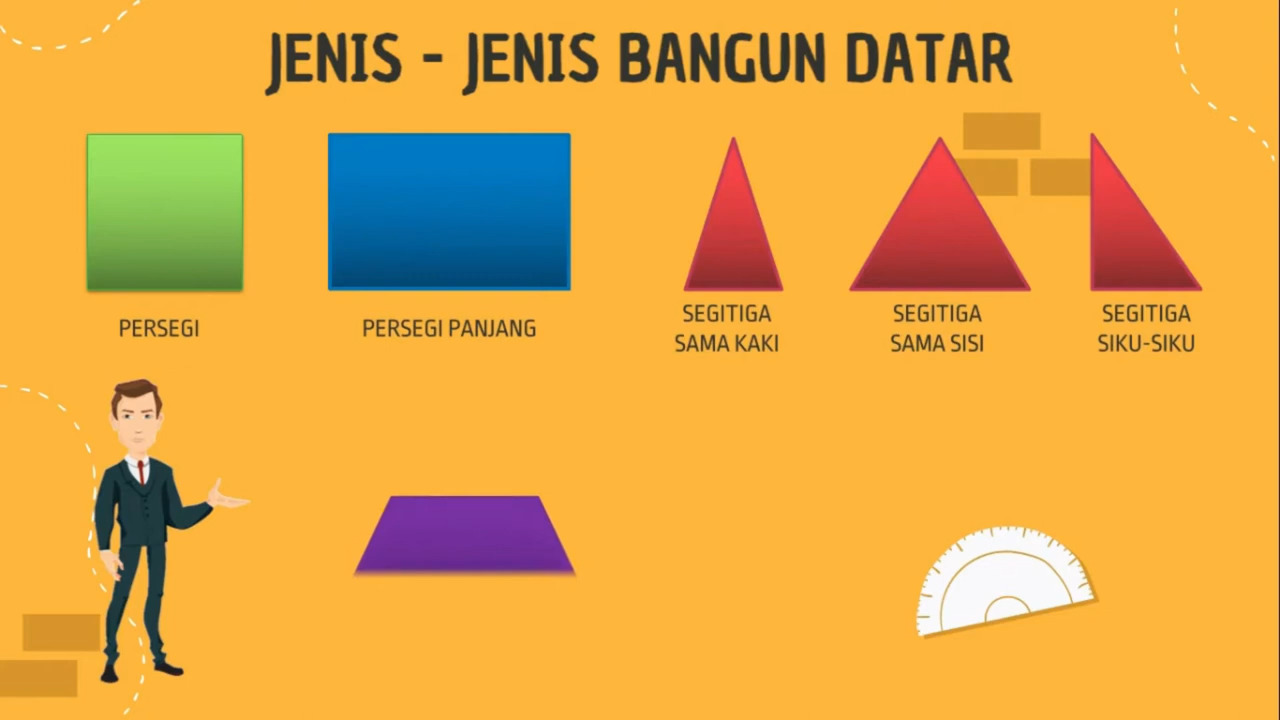 JENIS - JENIS BANGUN DATAR
PERSEGI
PERSEGI PANJANG
SEGITIGA
SAMA KAKI
SEGITIGA
SAMA SISI
SEGITIGA
SIKU-SIKU